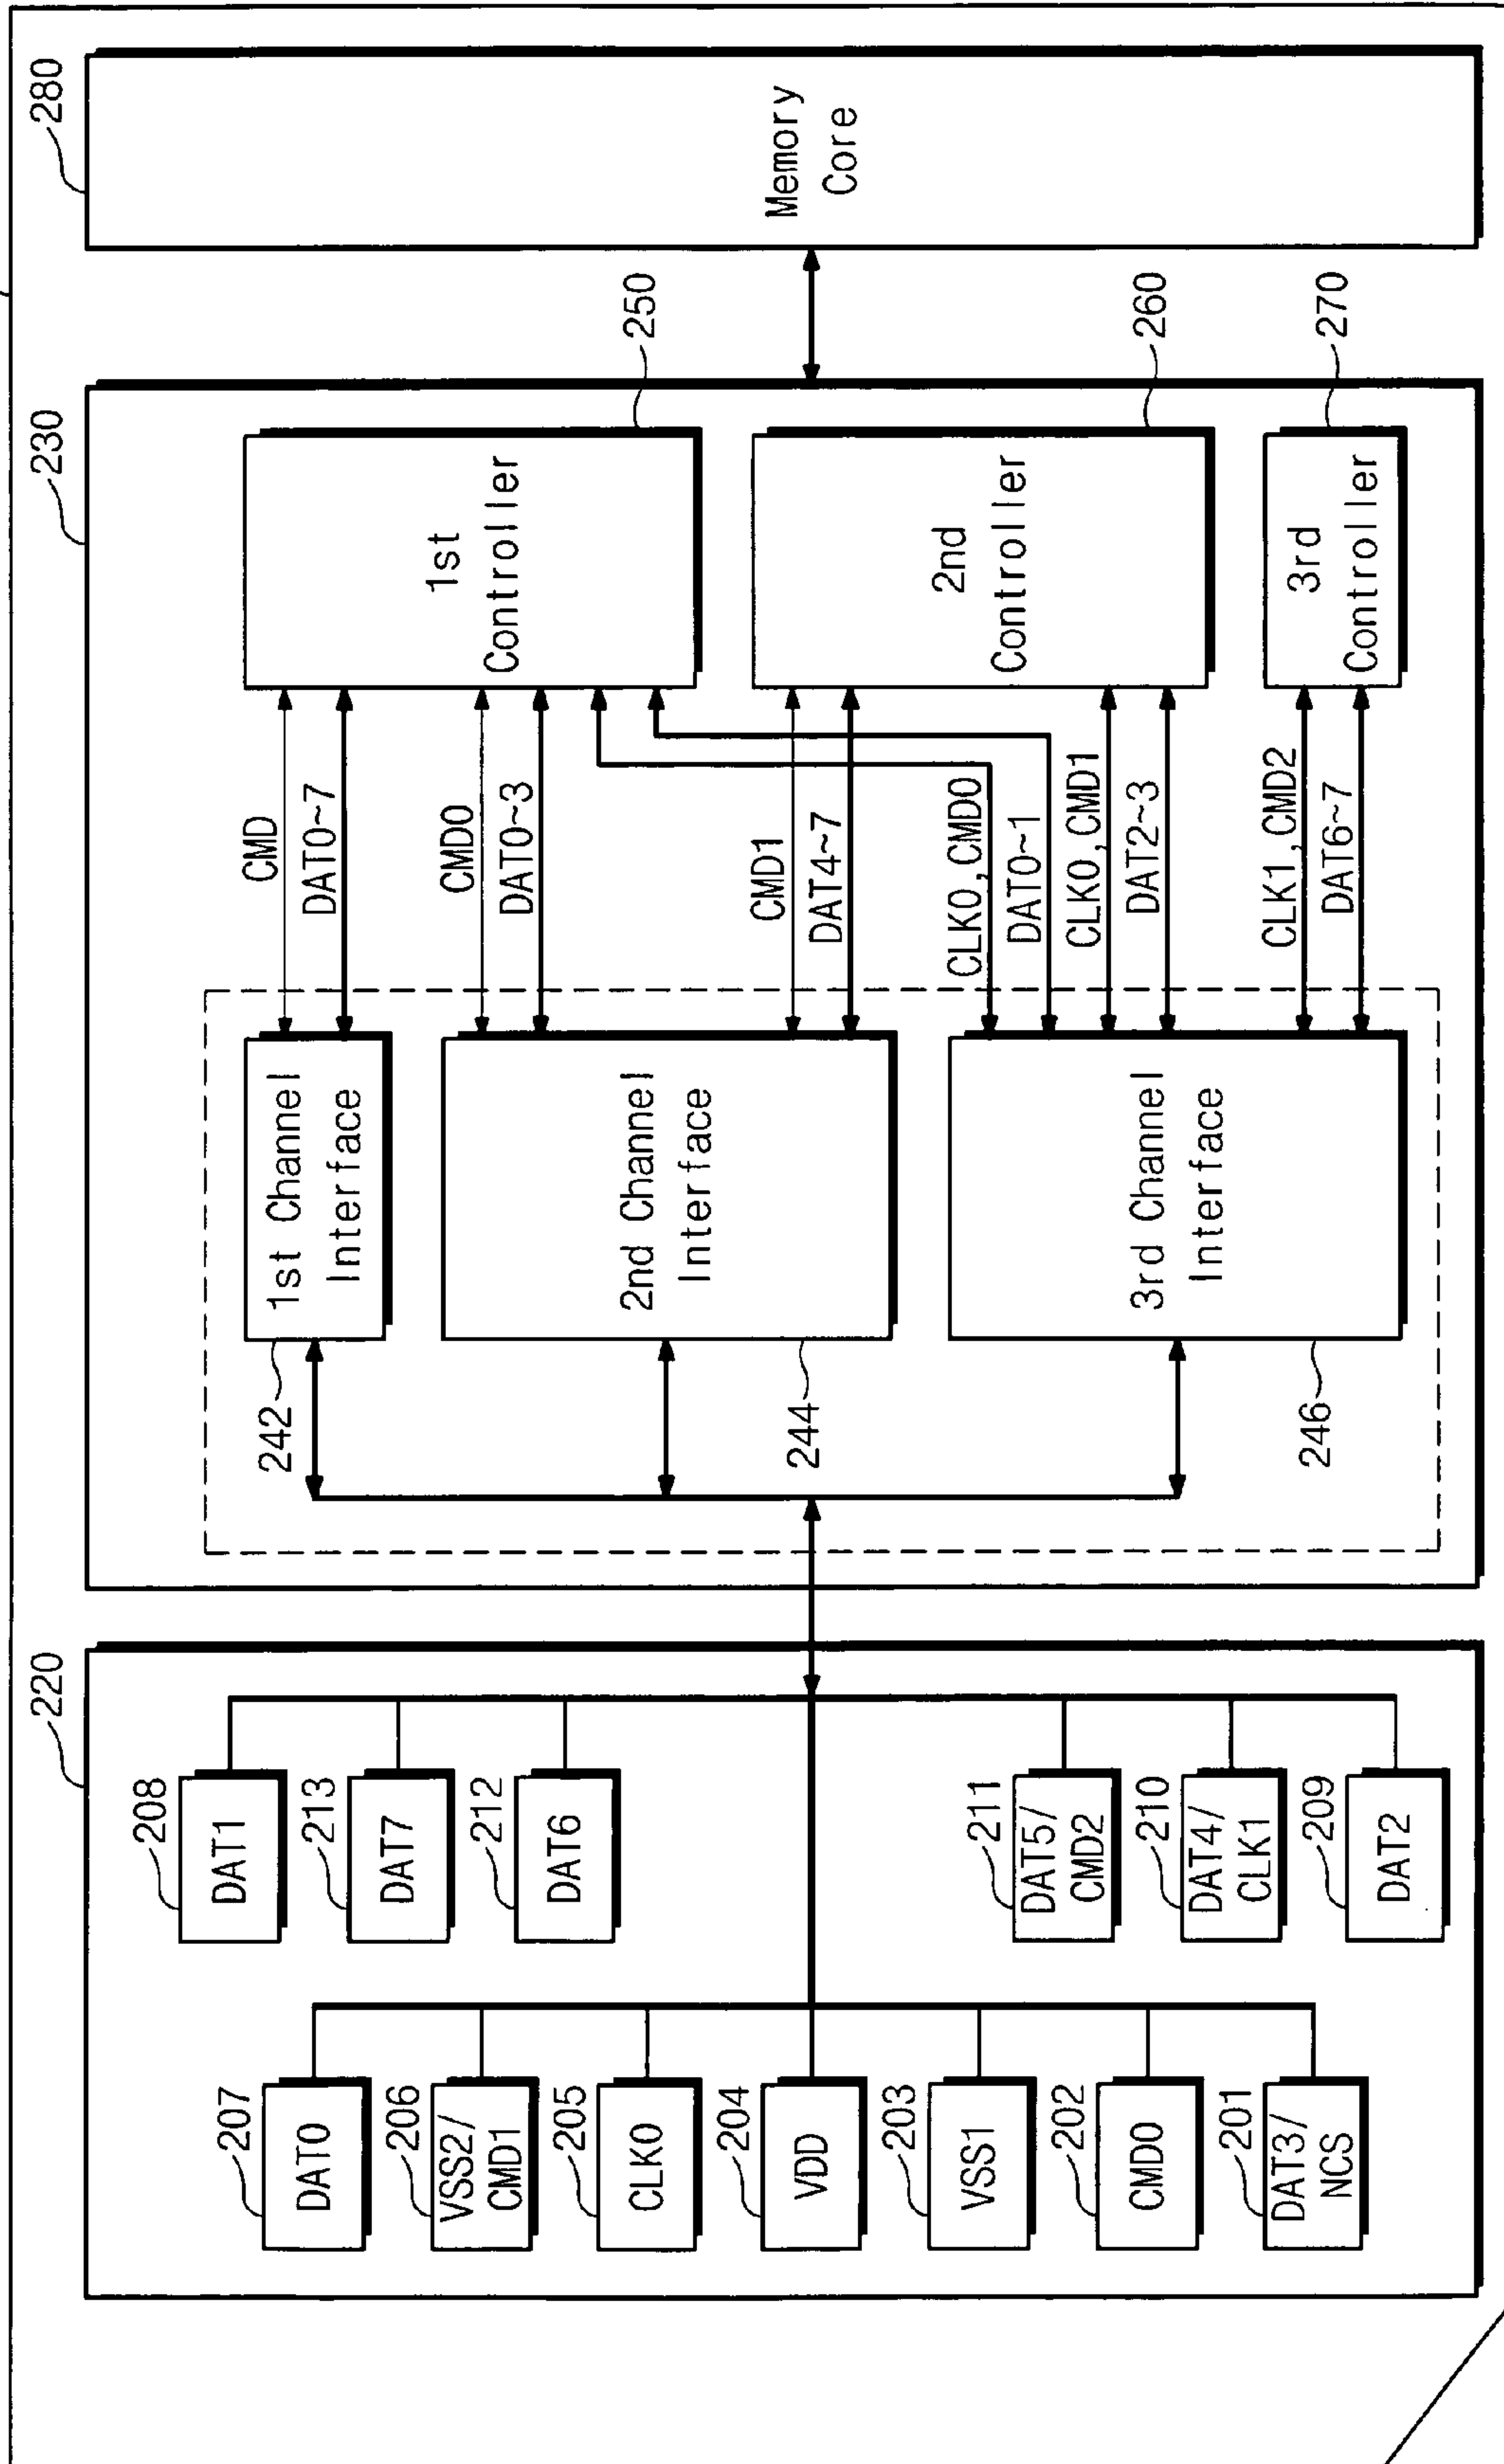 220
230
280
207
DAT0
206
VSS2/
CMD1
205
CLK0
204
VDD
203
VSS1
202
CMD0
201
DAT3/
NCS
208
DAT1
213
DAT7
212
DAT6
211
DAT5/
CMD2
210
DAT4/
CLK1
209
DAT2
242
1st Channel
Interface
244
2nd Channel
Interface
246
3rd Channel
Interface
CMD
DAT0~7
CMD0
DAT0~3
CMD1
DAT4~7
CLK0,CMD0
DAT0~1
CLK0,CMD1
DAT2~3
CLK1,CMD2
DAT6~7
1st
Controller
250
2nd
Controller
260
3rd
Controller
270
Memory
Core